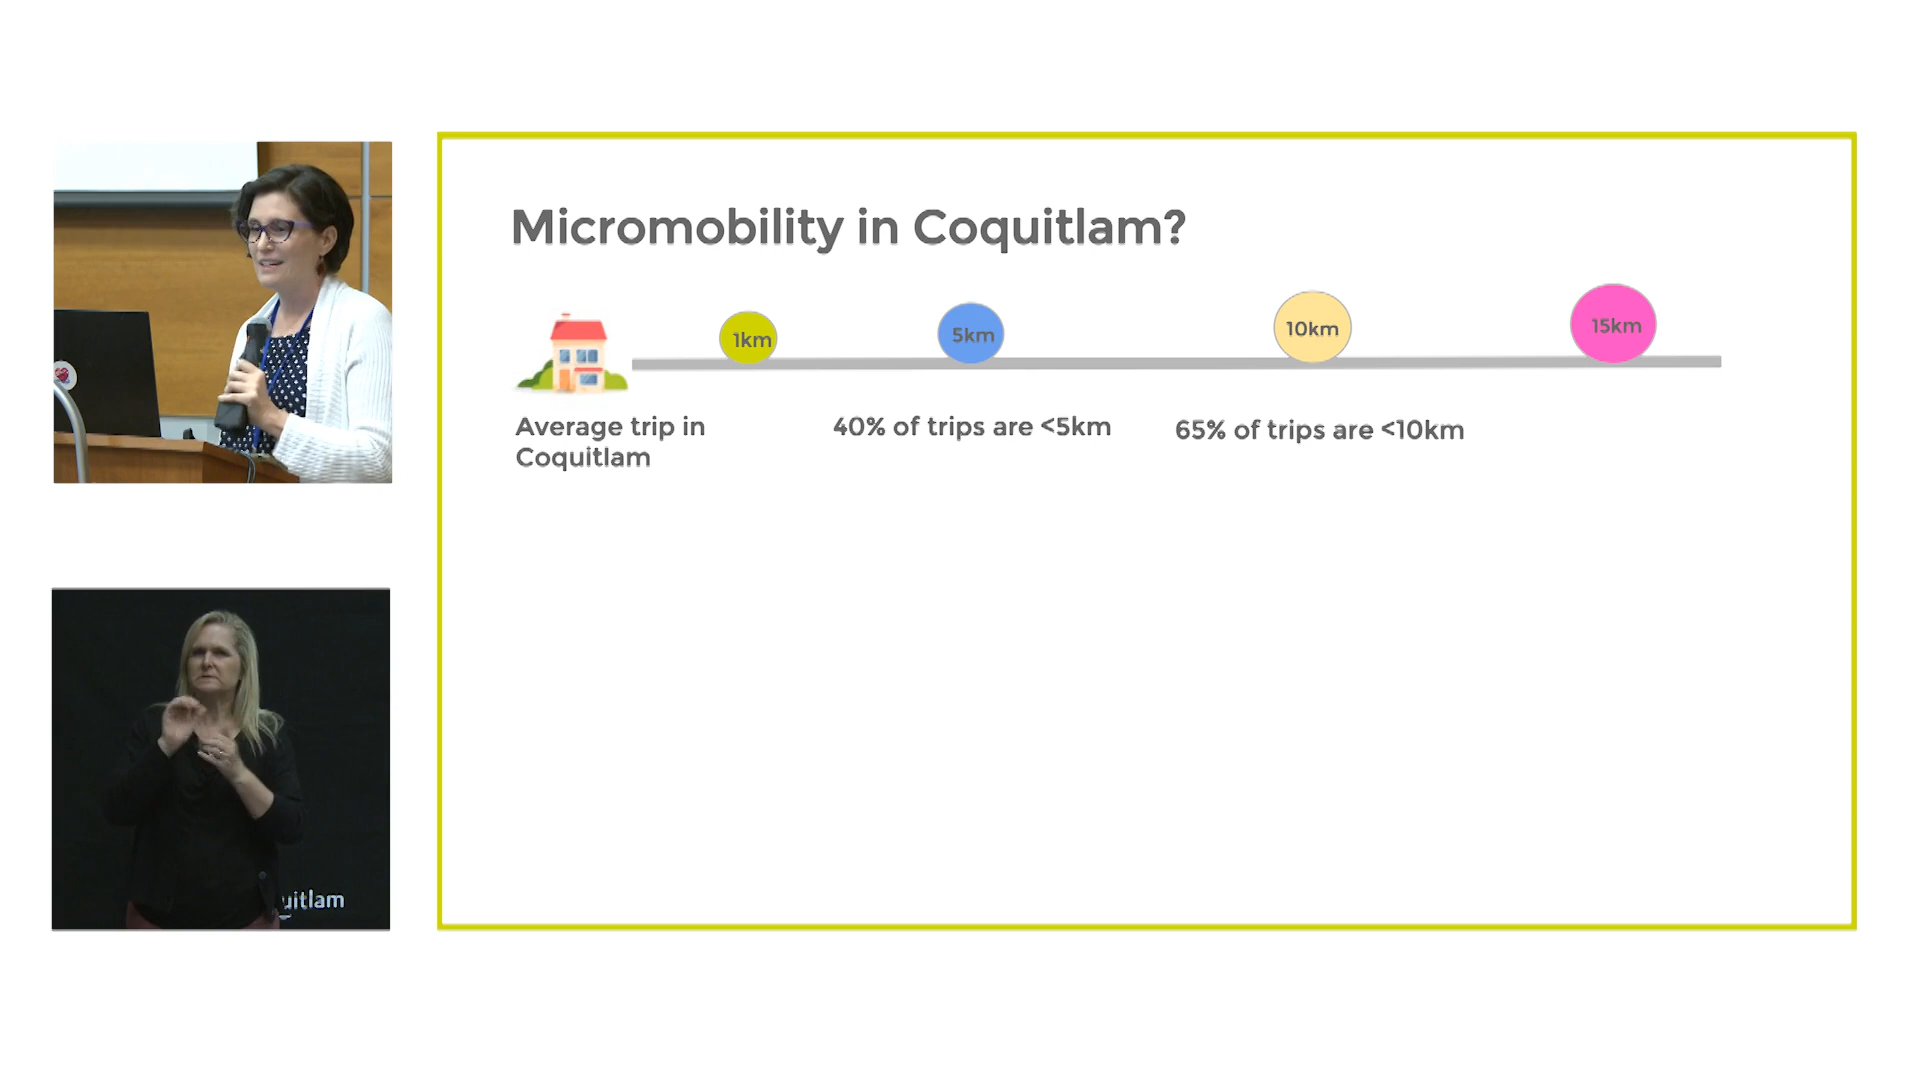 Micromobility in Coquitlam?
1km
5km
10km
15km
Average trip in
Coquitlam
40% of trips are <5km
65% of trips are <10km
uitlam